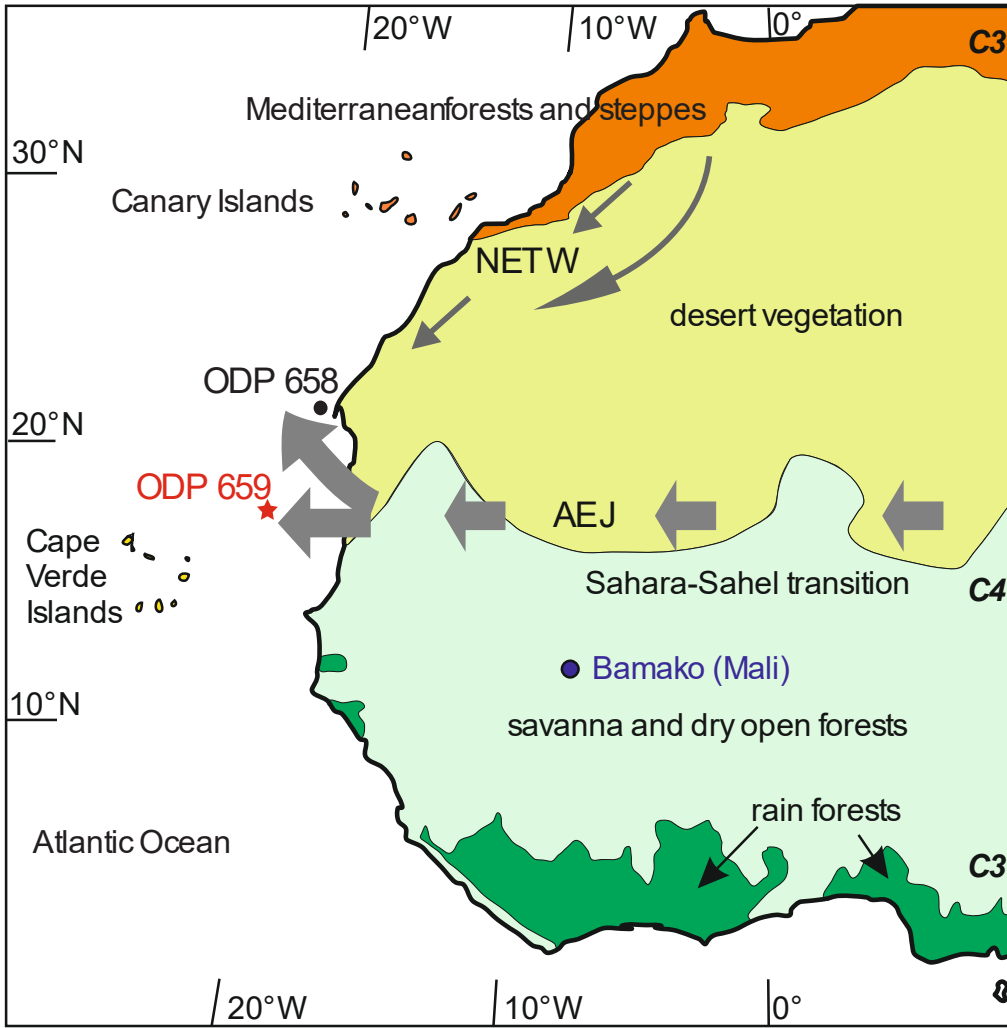 20°W
10°W
0°
C3
Mediterraneanforests and steppes
30°N
Canary Islands
NETW
desert vegetation
ODP 658
20°N
ODP 659
AEJ
Cape
Verde
Islands
Sahara-Sahel transition
C4
Bamako (Mali)
10°N
savanna and dry open forests
rain forests
Atlantic Ocean
C3
20°W
10°W
0°